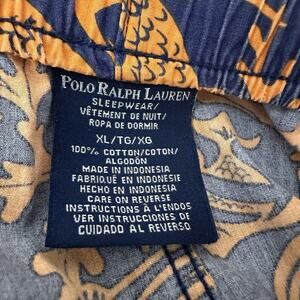 POLO RALPH LAUREN
SLEEPWEAR/
VÊTEMENT DE NUIT/
ROPA DE DORMIR
XL/TG/XG
100% COTTON/COTON/
ALGODÓN
MADE IN INDONESIA
FABRIQUÉ EN INDONÉSIE
HECHO EN INDONESIA
CARE ON REVERSE
INSTRUCTIONS À L'ENDOS
VER INSTRUCCIONES DE
CUIDADO AL REVERSO